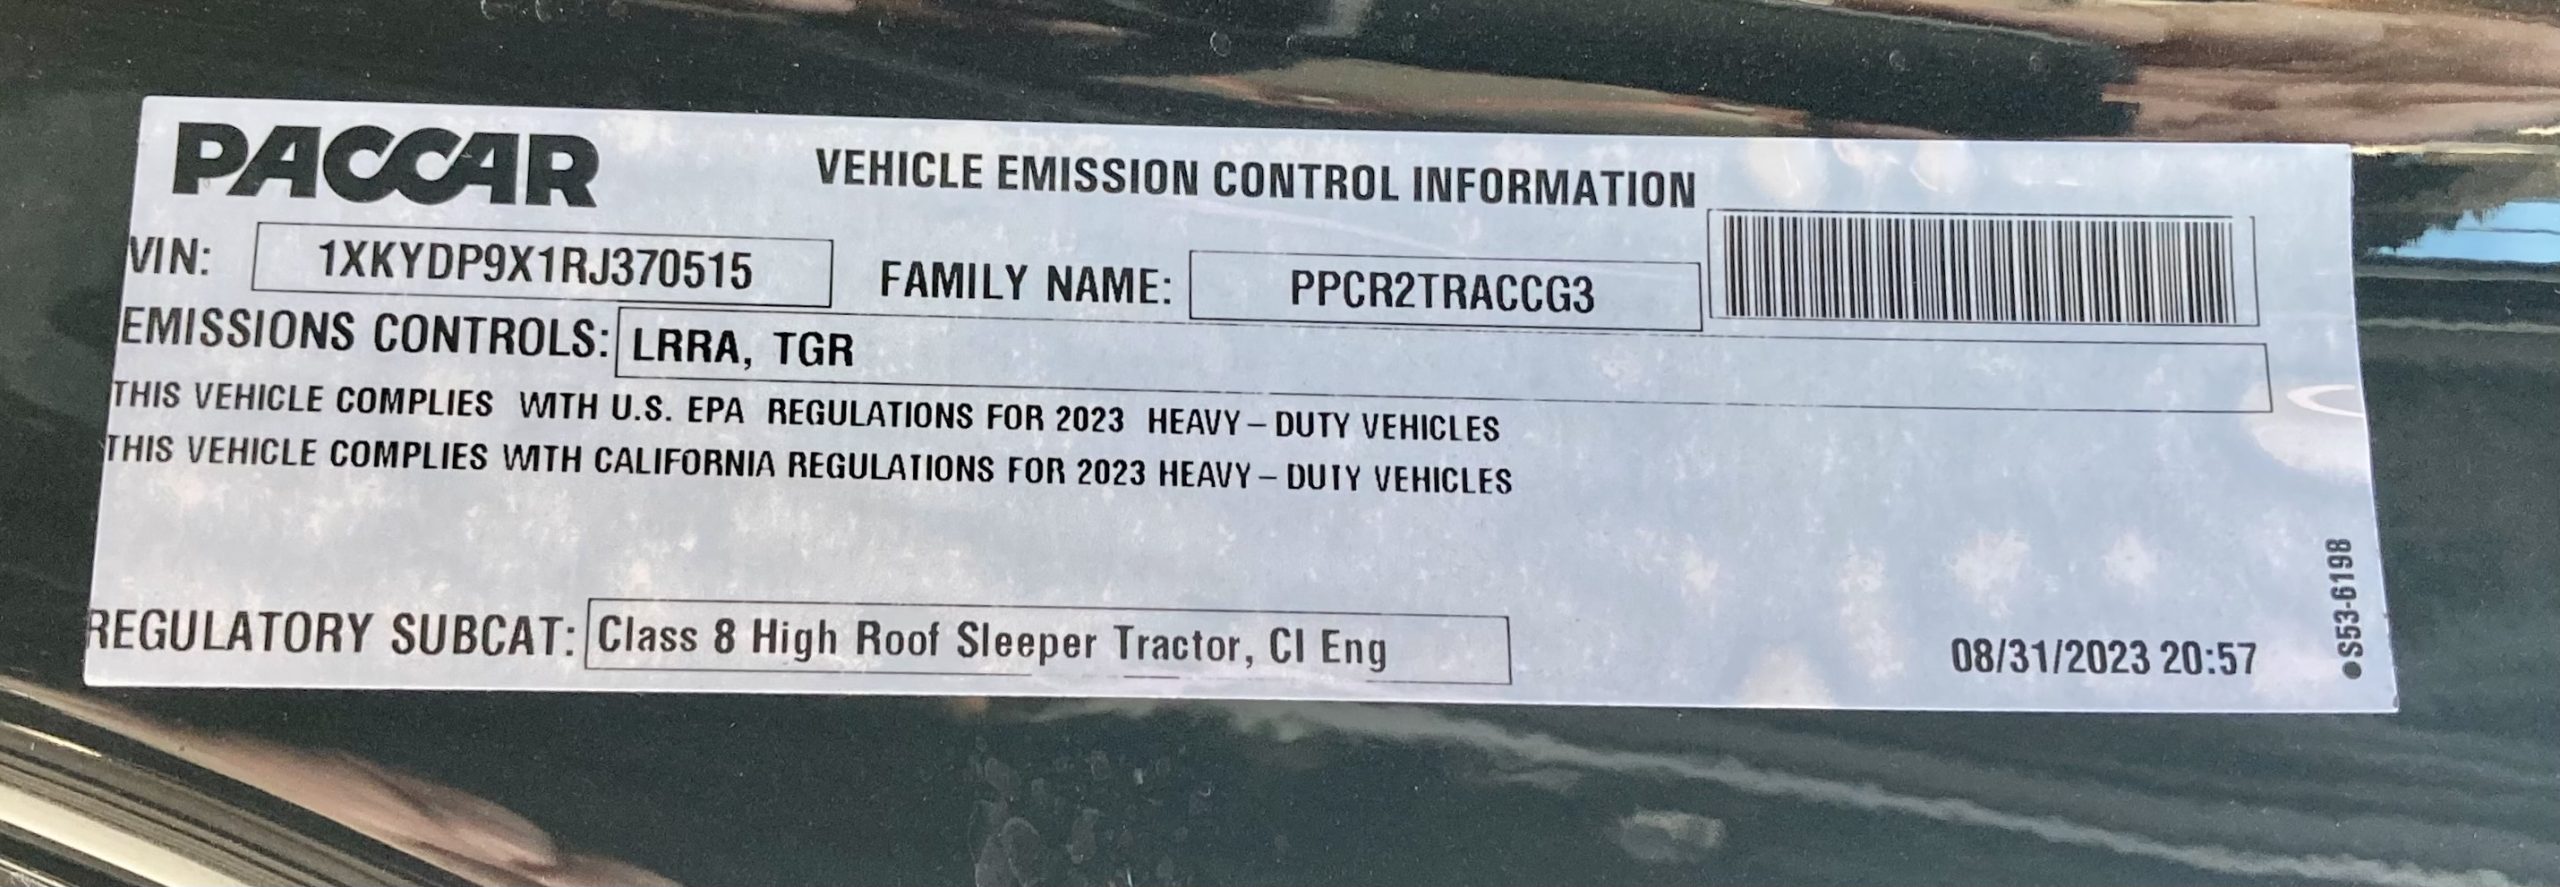 PACCAR
VEHICLE EMISSION CONTROL INFORMATION
VIN: 1XKYDP9X1RJ370515 FAMILY NAME: PPCR2TRACCG3
EMISSIONS CONTROLS: LRRA, TGR
THIS VEHICLE COMPLIES WITH U.S. EPA REGULATIONS FOR 2023 HEAVY-DUTY VEHICLES
THIS VEHICLE COMPLIES WITH CALIFORNIA REGULATIONS FOR 2023 HEAVY-DUTY VEHICLES
REGULATORY SUBCAT: Class 8 High Roof Sleeper Tractor, CI Eng
08/31/2023 20:57
●S53-6198